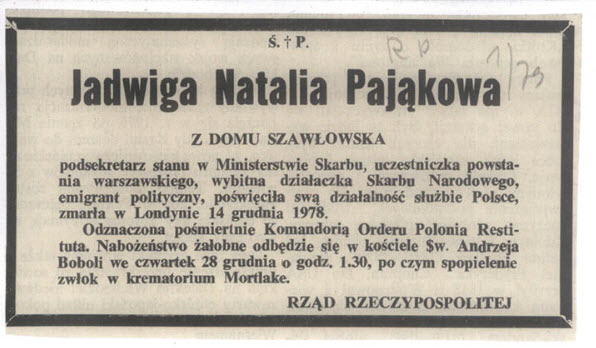 Ś. † P.
R P
1/79
Jadwiga Natalia Pająkowa
Z DOMU SZAWŁOWSKA
podsekretarz stanu w Ministerstwie Skarbu, uczestniczka powsta-
nia warszawskiego, wybitna działaczka Skarbu Narodowego,
emigrant polityczny, poświęciła swą działalność służbie Polsce,
zmarła w Londynie 14 grudnia 1978.
Odznaczona pośmiertnie Komandorią Orderu Polonia Resti-
tuta. Nabożeństwo żałobne odbędzie się w kościele Św. Andrzeja
Boboli we czwartek 28 grudnia o godz. 1.30, po czym spopielenie
zwłok w krematorium Mortlake.
RZĄD RZECZYPOSPOLITEJ